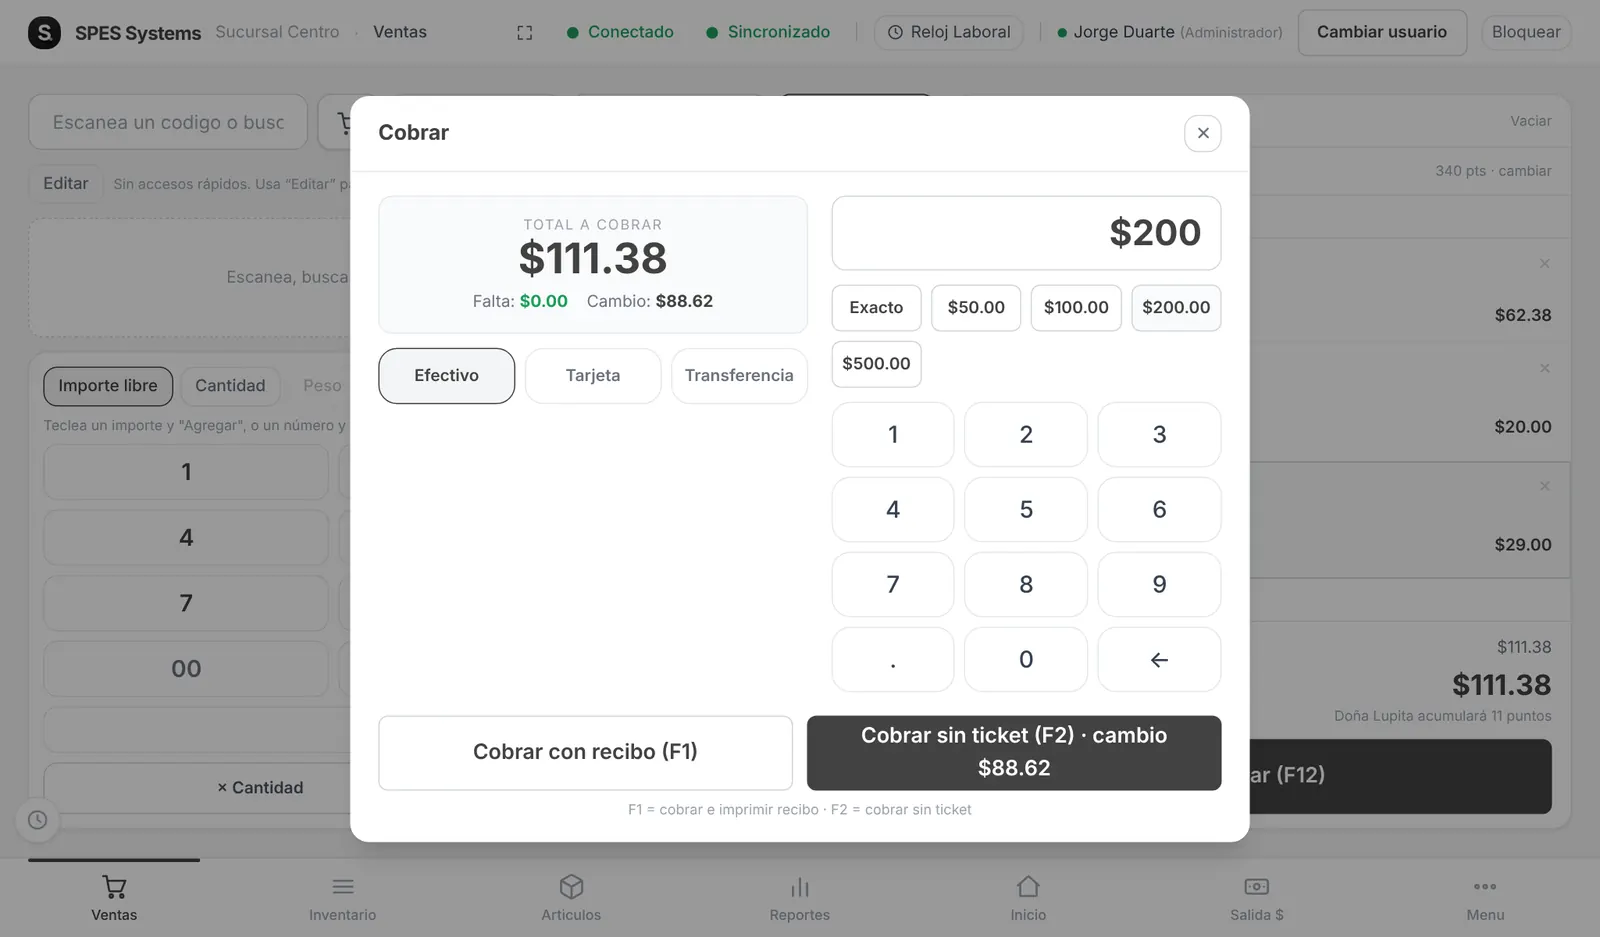 S SPES Systems Sucursal Centro · Ventas Conectado Sincronizado Reloj Laboral Jorge Duarte (Administrador) Cambiar usuario Bloquear
Escanea un codigo o busc
Vaciar
Editar Sin accesos rápidos. Usa “Editar” pa
340 pts · cambiar
Escanea, busca
Importe libre Cantidad Peso
Teclea un importe y "Agregar", o un número y
1
4
7
00
× Cantidad
Cobrar ×
TOTAL A COBRAR
$111.38
Falta: $0.00 Cambio: $88.62
Efectivo Tarjeta Transferencia
$200
Exacto $50.00 $100.00 $200.00
$500.00
1 2 3
4 5 6
7 8 9
. 0 ←
Cobrar con recibo (F1)
Cobrar sin ticket (F2) · cambio
$88.62
F1 = cobrar e imprimir recibo · F2 = cobrar sin ticket
×
$62.38
×
$20.00
×
$29.00
$111.38
$111.38
Doña Lupita acumulará 11 puntos
ar (F12)
Ventas Inventario Articulos Reportes Inicio Salida $ Menu